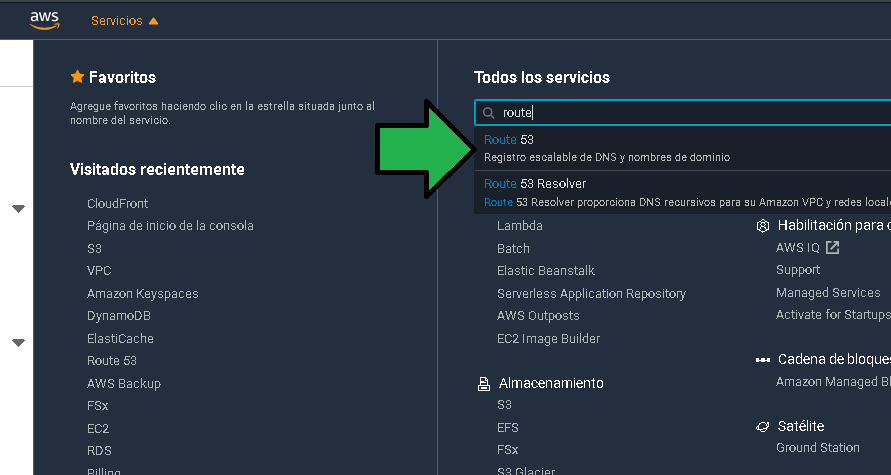 aws
Servicios
Favoritos
Agregue favoritos haciendo clic en la estrella situada junto al
nombre del servicio.
Visitados recientemente
CloudFront
Página de inicio de la consola
S3
VPC
Amazon Keyspaces
DynamoDB
ElastiCache
Route 53
AWS Backup
FSx
EC2
RDS
Billing
Todos los servicios
route
Route 53
Registro escalable de DNS y nombres de dominio
Route 53 Resolver
Route 53 Resolver proporciona DNS recursivos para su Amazon VPC y redes locale
Lambda
Batch
Elastic Beanstalk
Serverless Application Repository
AWS Outposts
EC2 Image Builder
Almacenamiento
S3
EFS
FSx
S3 Glacier
Habilitación para c
AWS IQ
Support
Managed Services
Activate for Startups
Cadena de bloques
Amazon Managed Bl
Satélite
Ground Station